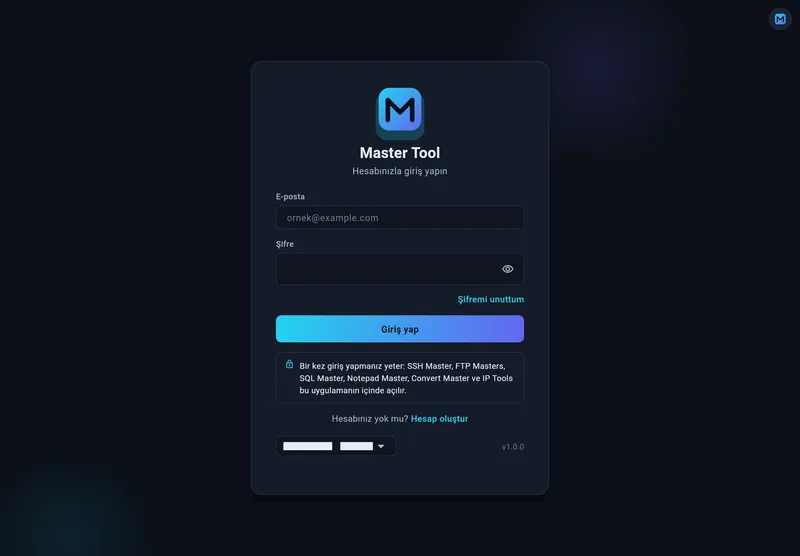 Master Tool
Hesabınızla giriş yapın
E-posta
ornek@example.com
Şifre
Şifremi unuttum
Giriş yap
Bir kez giriş yapmanız yeter: SSH Master, FTP Masters,
SQL Master, Notepad Master, Convert Master ve IP Tools
bu uygulamanın içinde açılır.
Hesabınız yok mu? Hesap oluştur
v1.0.0